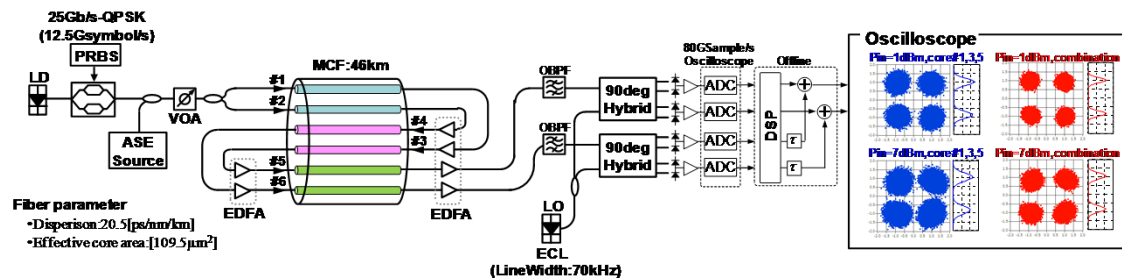 25Gb/s-QPSK
(12.5Gsymbol/s)
PRBS
LD
ASE
Source
VOA
MCF:46km
#1
#2
#4
#3
#5
#6
EDFA
EDFA
Fiber parameter
•Disperison:20.5[ps/nm/km]
•Effective core area:[109.5μm²]
OBPF
OBPF
90deg
Hybrid
90deg
Hybrid
LO
ECL
(LineWidth:70kHz)
80GSample/s
Oscilloscope
ADC
ADC
ADC
ADC
Offline
DSP
τ
τ
Oscilloscope
Pin=1dBm,core#1,3,5
Pin=1dBm,combination
Pin=7dBm,core#1,3,5
Pin=7dBm,combination